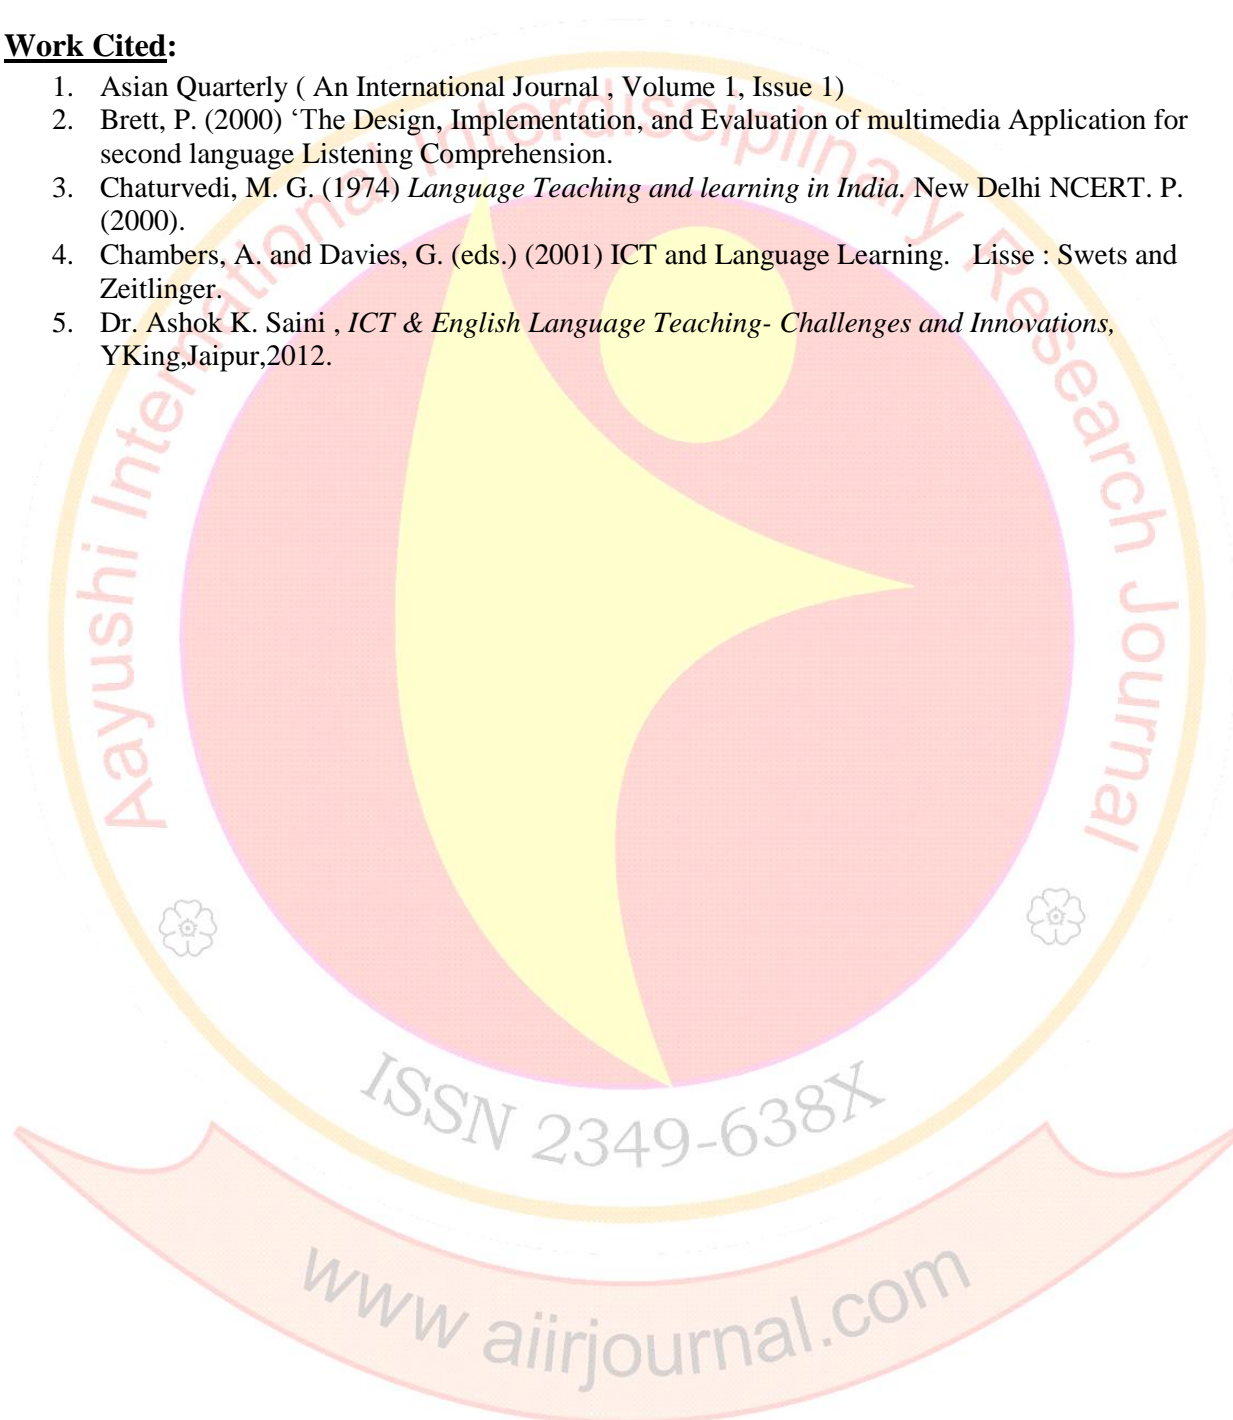 Work Cited:
1. Asian Quarterly ( An International Journal , Volume 1, Issue 1)
2. Brett, P. (2000) ‘The Design, Implementation, and Evaluation of multimedia Application for
second language Listening Comprehension.
3. Chaturvedi, M. G. (1974) Language Teaching and learning in India. New Delhi NCERT. P.
(2000).
4. Chambers, A. and Davies, G. (eds.) (2001) ICT and Language Learning. Lisse : Swets and
Zeitlinger.
5. Dr. Ashok K. Saini , ICT & English Language Teaching- Challenges and Innovations,
YKing,Jaipur,2012.
Aayushi International Interdisciplinary Research Journal
ISSN 2349-638X
www aiirjournal.com